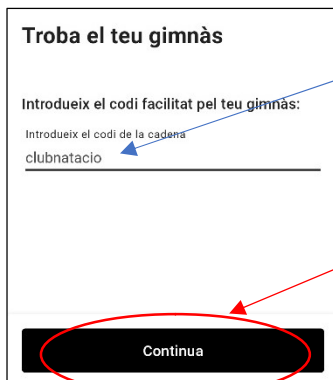 Troba el teu gimnàs
Introdueix el codi facilitat pel teu gimnàs:
Introdueix el codi de la cadena
clubnatacio
Continua